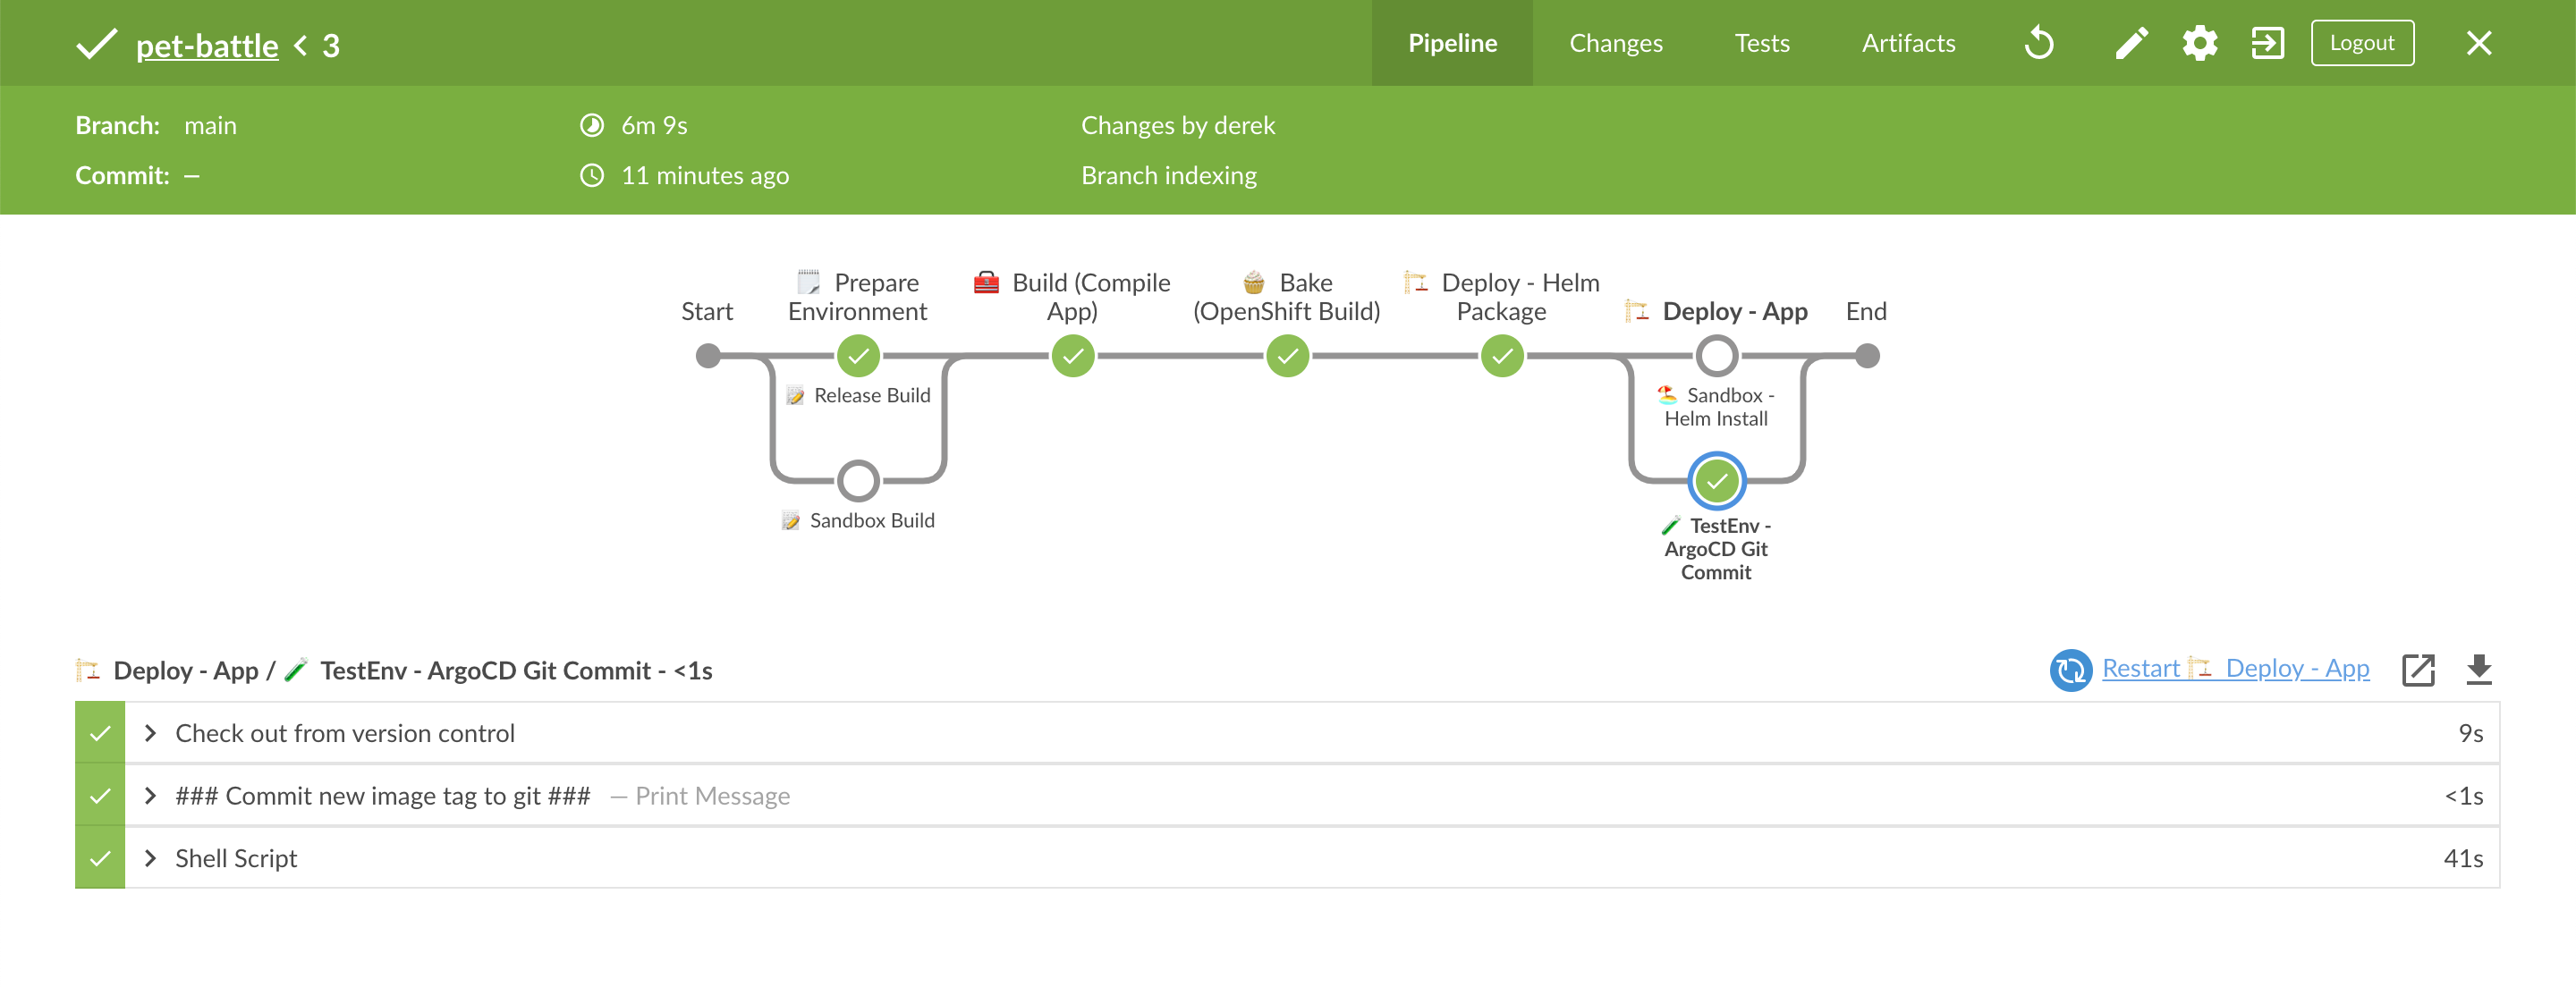 pet-battle < 3
Pipeline
Changes
Tests
Artifacts
Logout
Branch: main
6m 9s
Changes by derek
Commit: —
11 minutes ago
Branch indexing
Start
Prepare
Environment
Build (Compile
App)
Bake
(OpenShift Build)
Deploy - Helm
Package
Deploy - App
End
Release Build
Sandbox -
Helm Install
Sandbox Build
TestEnv -
ArgoCD Git
Commit
Deploy - App / TestEnv - ArgoCD Git Commit - <1s
Restart Deploy - App
Check out from version control
9s
### Commit new image tag to git ### — Print Message
<1s
Shell Script
41s